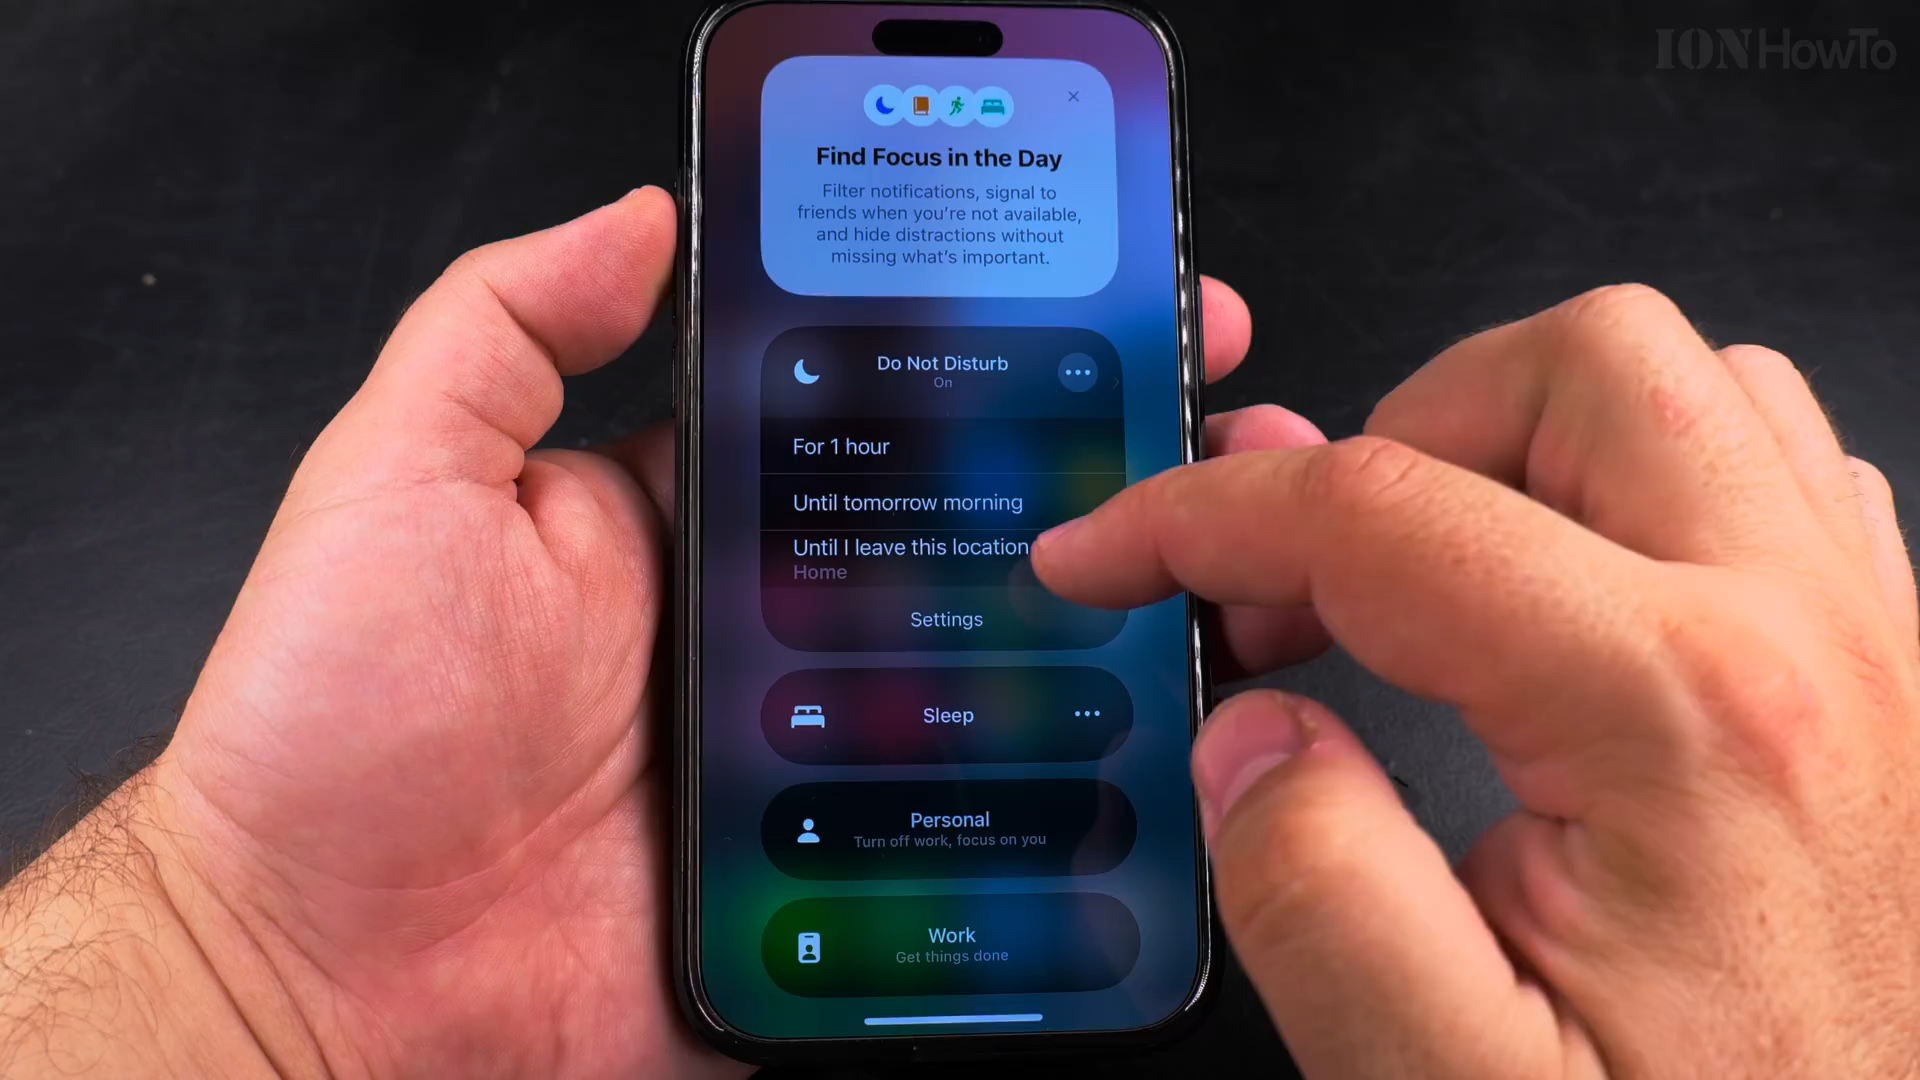 ION HowTo
Find Focus in the Day
Filter notifications, signal to
friends when you're not available,
and hide distractions without
missing what's important.
Do Not Disturb
On
For 1 hour
Until tomorrow morning
Until I leave this location
Home
Settings
Sleep
Personal
Turn off work, focus on you
Work
Get things done